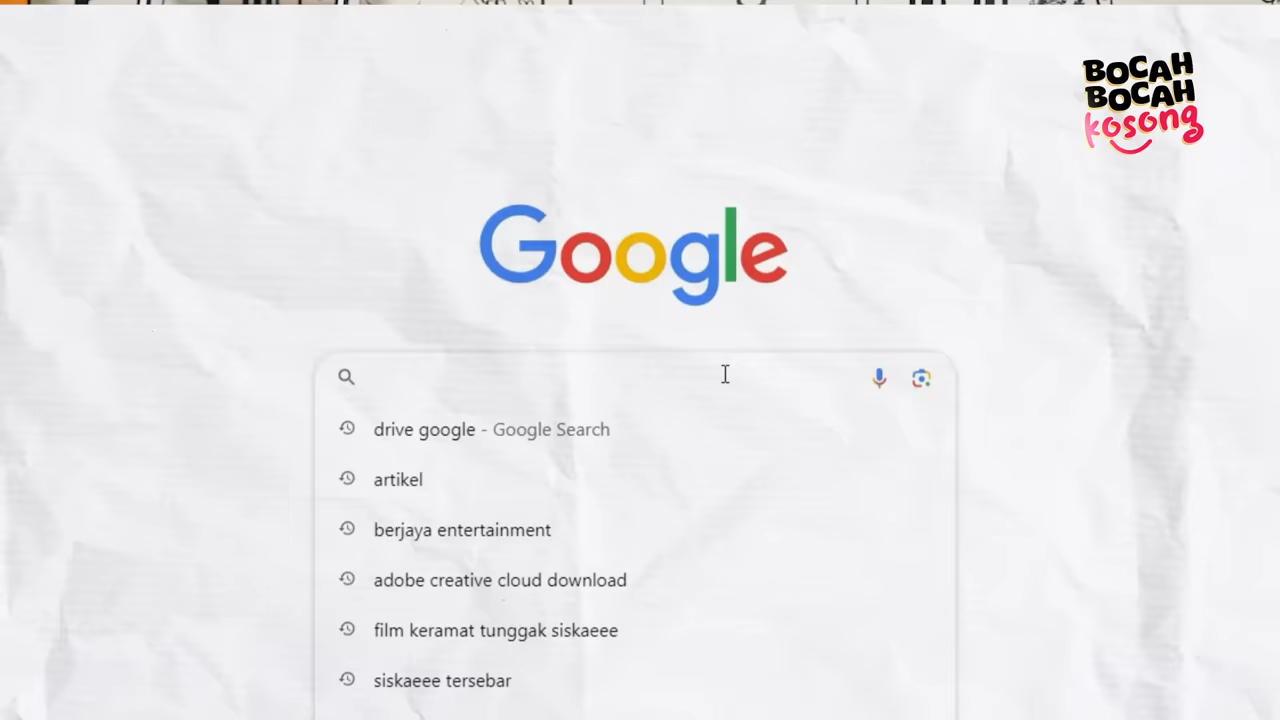 BOCAH
BOCAH
kosong
Google
drive google - Google Search
artikel
berjaya entertainment
adobe creative cloud download
film keramat tunggak siskaeee
siskaeee tersebar